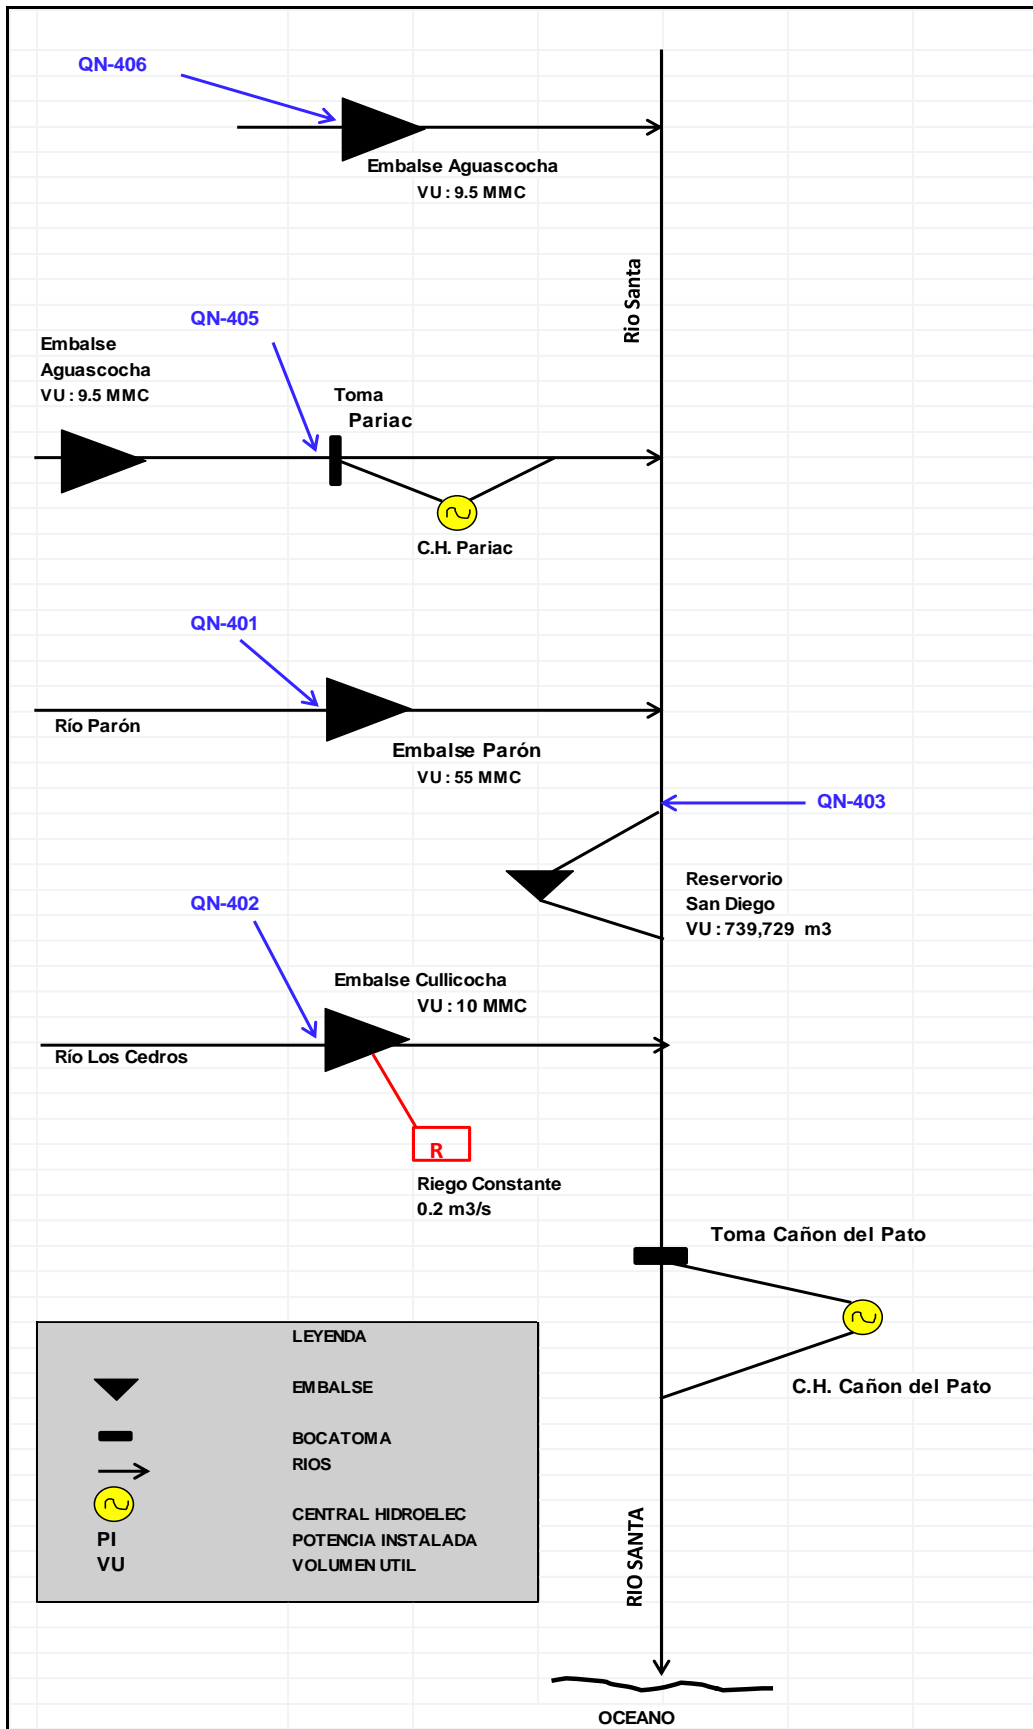 QN-406
Embalse Aguascocha
VU : 9.5 MMC
Rio Santa
QN-405
Embalse
Aguascocha
VU : 9.5 MMC
Toma
Pariac
C.H. Pariac
QN-401
Río Parón
Embalse Parón
VU : 55 MMC
QN-403
Reservorio
San Diego
VU : 739,729 m3
QN-402
Embalse Cullicocha
VU : 10 MMC
Río Los Cedros
R
Riego Constante
0.2 m3/s
Toma Cañon del Pato
C.H. Cañon del Pato
LEYENDA
EMBALSE
BOCATOMA
RIOS
CENTRAL HIDROELEC
PI POTENCIA INSTALADA
VU VOLUMEN UTIL
RIO SANTA
OCEANO